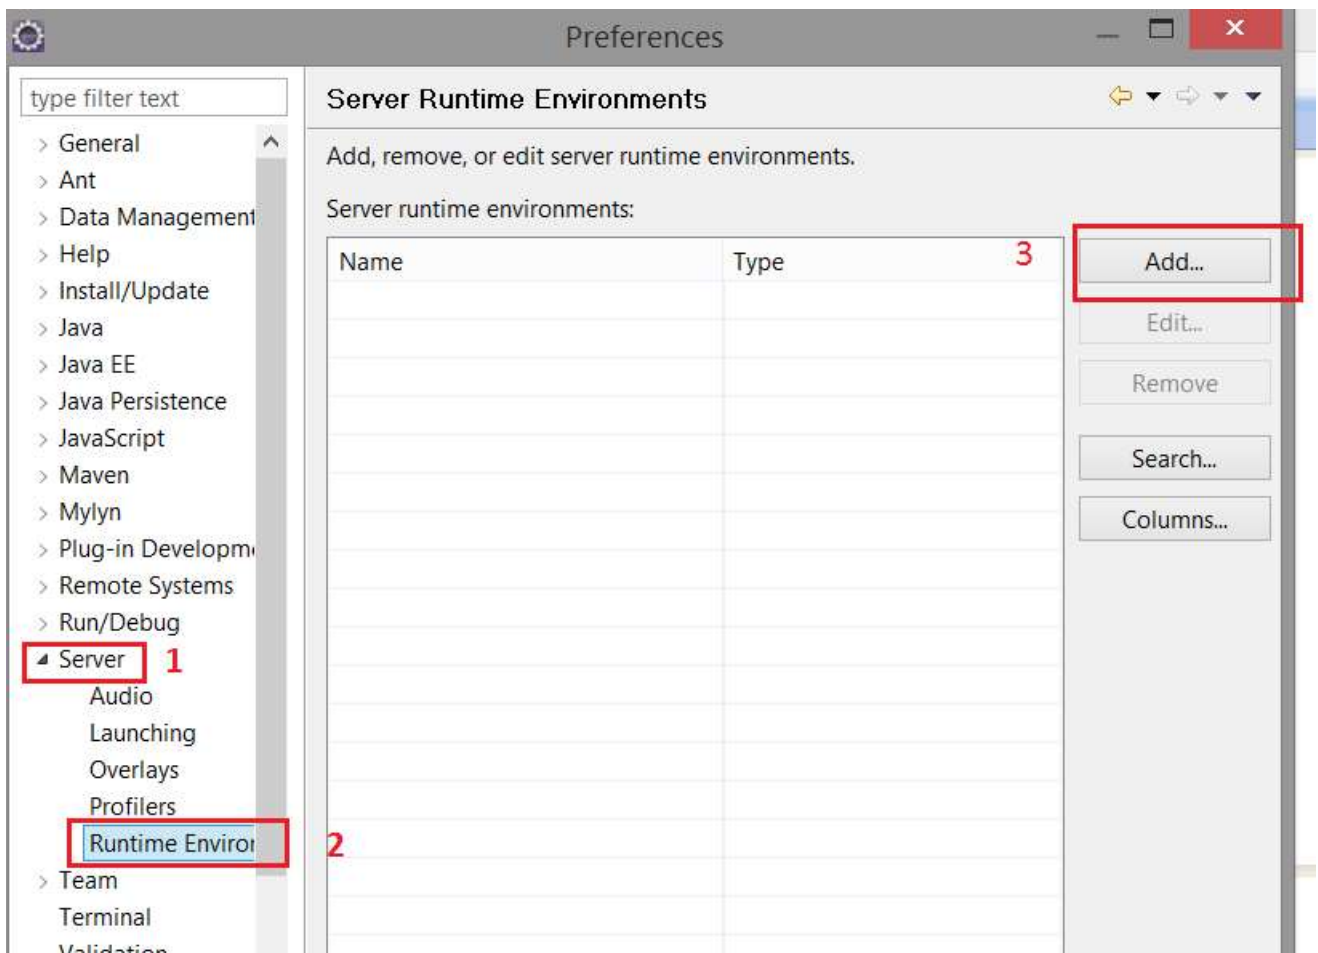 Preferences
type filter text
General
Ant
Data Management
Help
Install/Update
Java
Java EE
Java Persistence
JavaScript
Maven
Mylyn
Plug-in Developm
Remote Systems
Run/Debug
Server 1
Audio
Launching
Overlays
Profilers
Runtime Enviror 2
Team
Terminal
Validation
Server Runtime Environments
Add, remove, or edit server runtime environments.
Server runtime environments:
Name Type 3
Add...
Edit...
Remove
Search...
Columns...